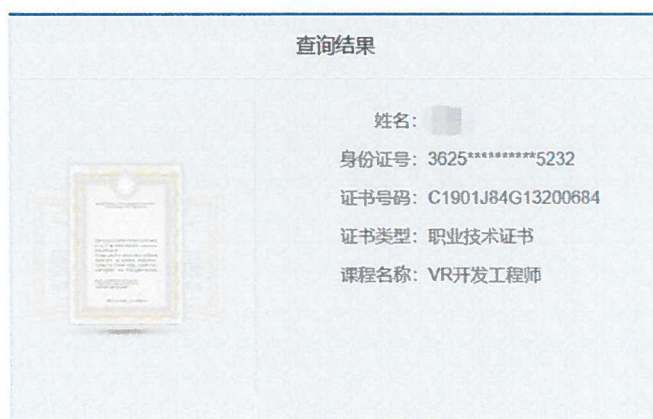 查询结果
姓名：
身份证号：3625**********5232
证书号码：C1901J84G13200684
证书类型：职业技术证书
课程名称：VR开发工程师